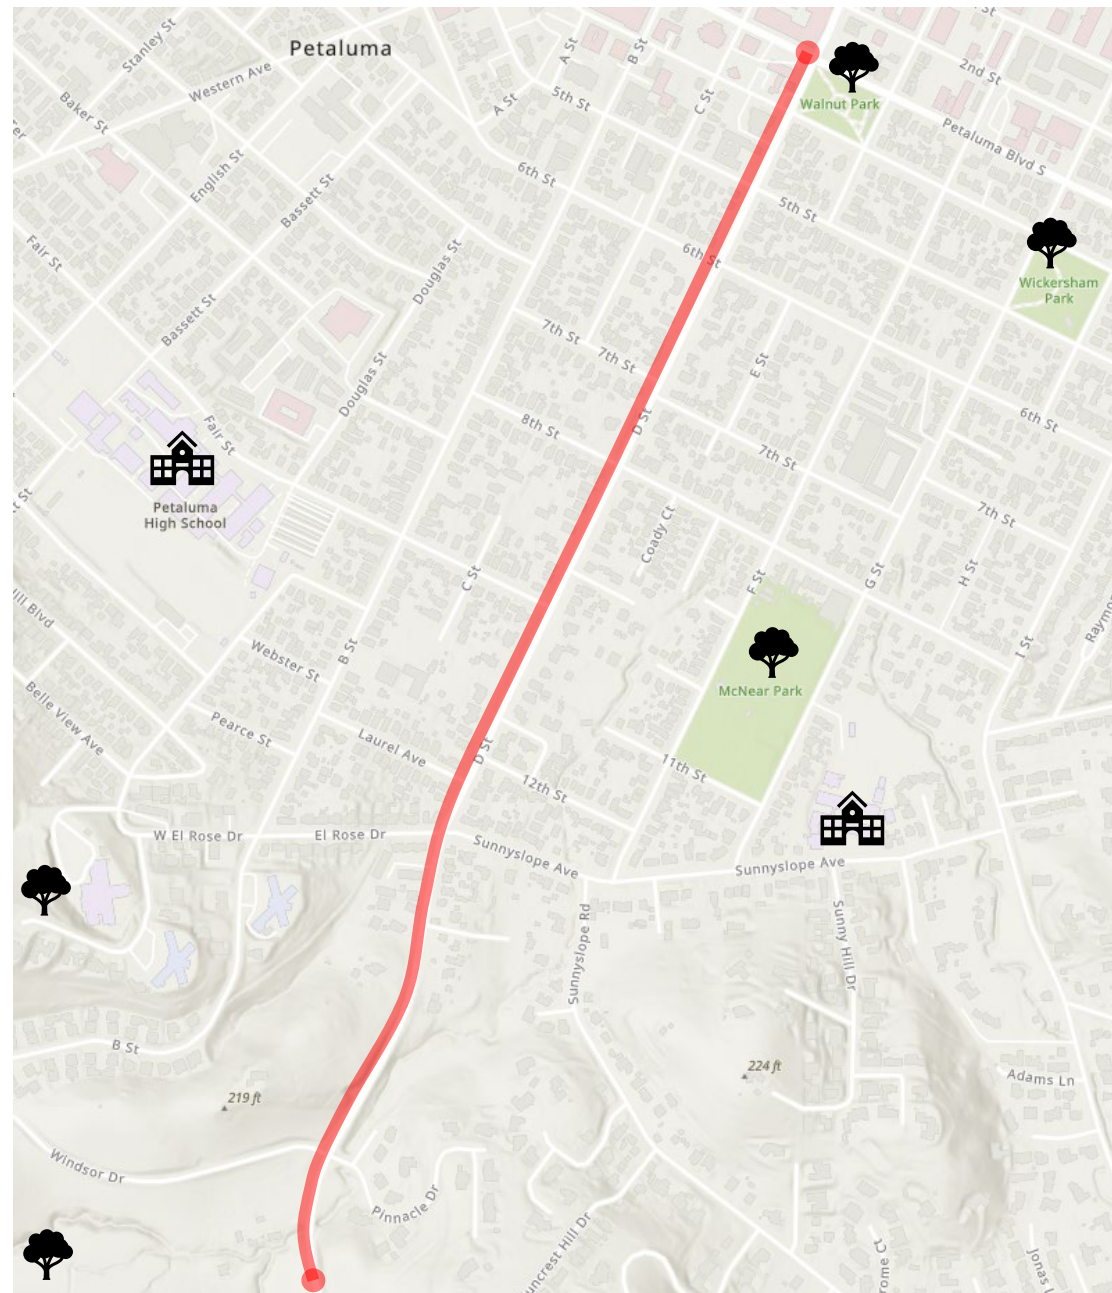 St
Stanley St
Petaluma
A St
B St
2nd St
Western Ave
Baker St
A St
5th St
C St
Walnut Park
Petaluma Blvd S
English St
6th St
Bassett St
5th St
Fair St
Douglas St
6th St
Wickersham
Park
Bassett St
7th St
7th St
E St
Douglas St
Fair St
8th St
D St
6th St
7th St
Petaluma
High School
7th St
Coady Ct
C St
F St
G St
H St
ill Blvd
B St
Webster St
I St
McNear Park
Belle View Ave
Pearce St
Laurel Ave
D St
11th St
12th St
W El Rose Dr
El Rose Dr
Sunnyslope Ave
Sunnyslope Ave
Sunnyslope Rd
Sunny Hill Dr
B St
219 ft
224 ft
Adams Ln
Windsor Dr
Pinnacle Dr
uncrest Hill Dr
rome Ct
Jonas